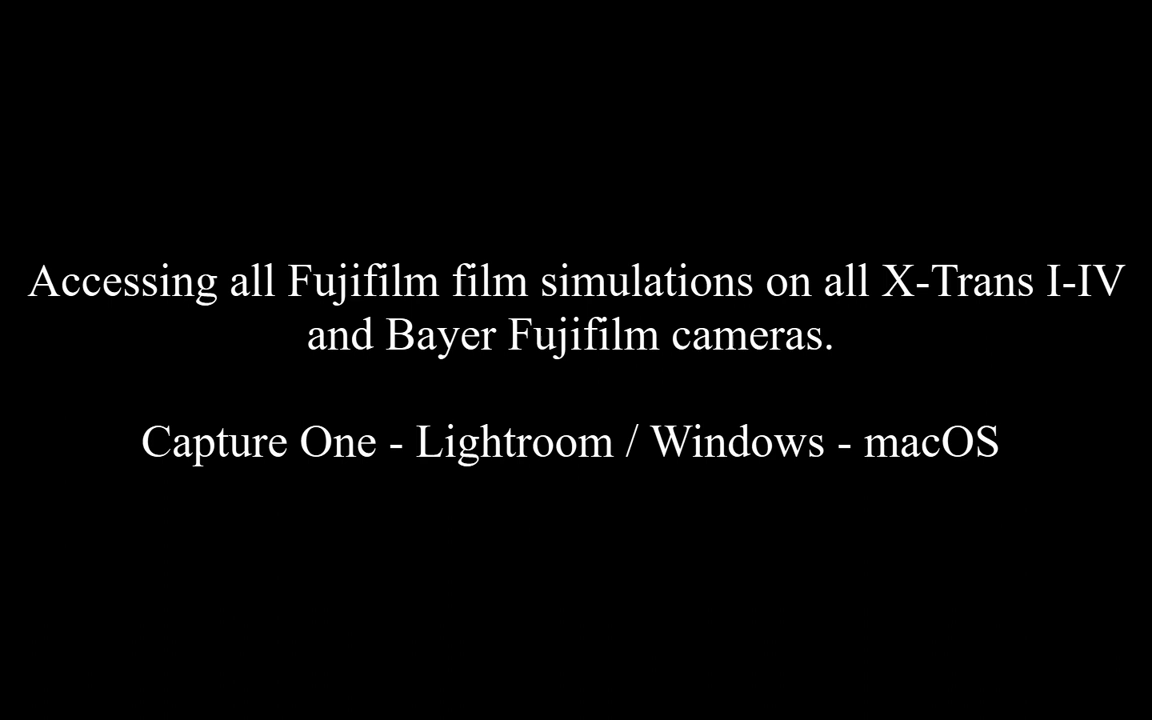 Accessing all Fujifilm film simulations on all X-Trans I-IV
and Bayer Fujifilm cameras.
Capture One - Lightroom / Windows - macOS